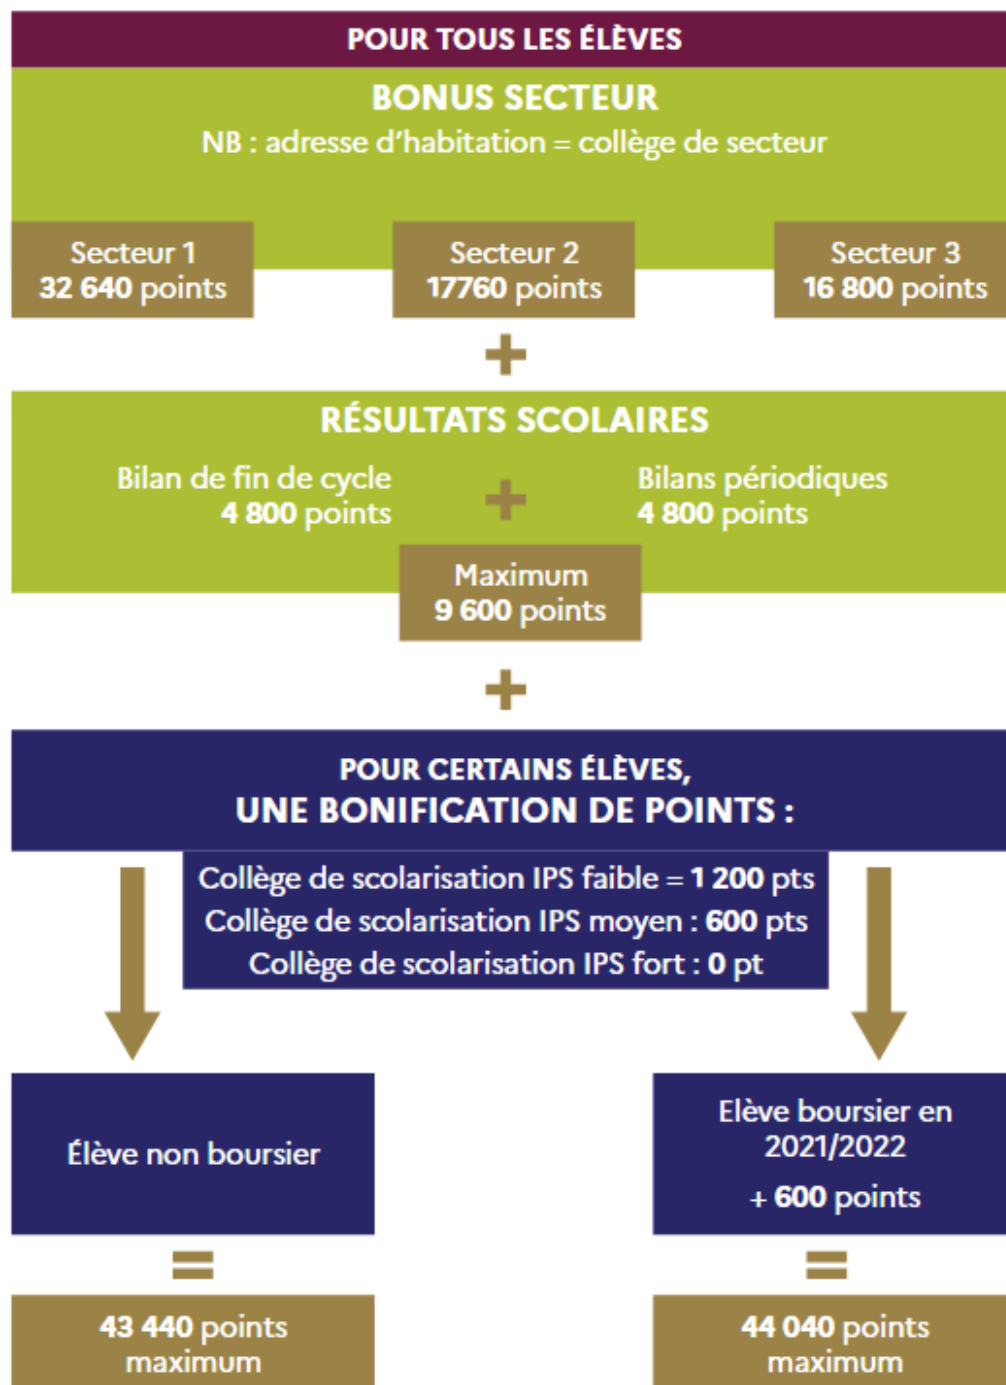 POUR TOUS LES ÉLÈVES
BONUS SECTEUR
NB : adresse d'habitation = collège de secteur
Secteur 1
32 640 points
Secteur 2
17760 points
Secteur 3
16 800 points
+
RÉSULTATS SCOLAIRES
Bilan de fin de cycle
4 800 points
+
Bilans périodiques
4 800 points
Maximum
9 600 points
+
POUR CERTAINS ÉLÈVES,
UNE BONIFICATION DE POINTS :
Collège de scolarisation IPS faible = 1 200 pts
Collège de scolarisation IPS moyen : 600 pts
Collège de scolarisation IPS fort : 0 pt
Élève non boursier
=
43 440 points
maximum
Elève boursier en
2021/2022
+ 600 points
=
44 040 points
maximum